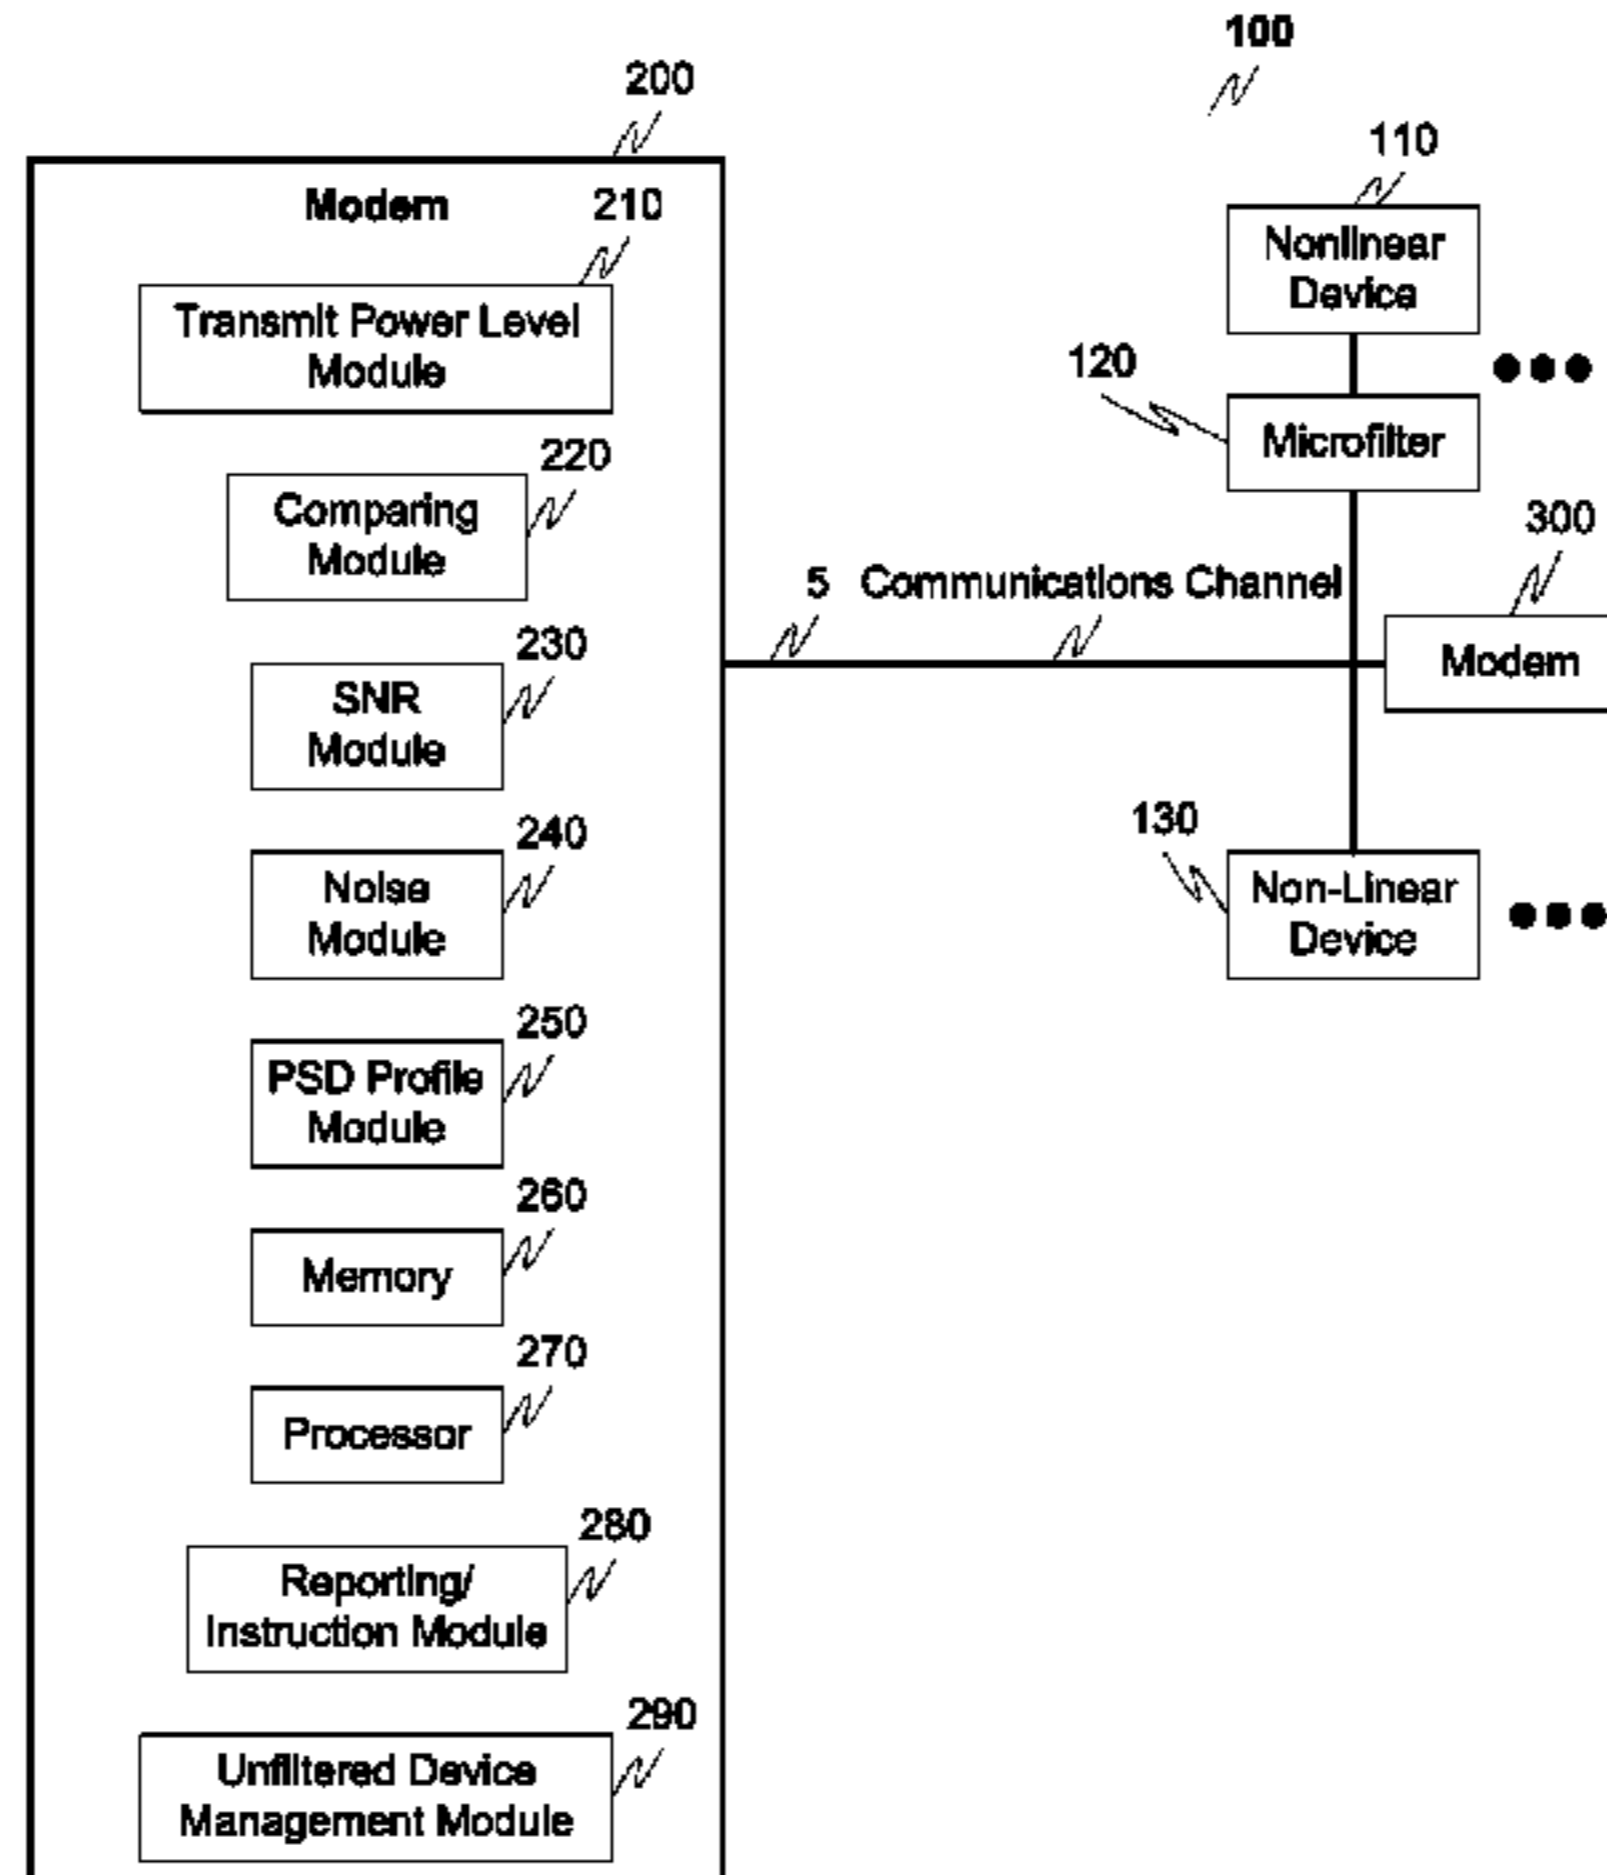 100
200
110
Modem
210
Nonlinear
Device
Transmit Power Level
Module
120
Microfilter
220
Comparing
Module
300
5
Communications Channel
Modem
230
SNR
Module
130
240
Noise
Module
Non-Linear
Device
250
PSD Profile
Module
260
Memory
270
Processor
280
Reporting/
Instruction Module
290
Unfiltered Device
Management Module